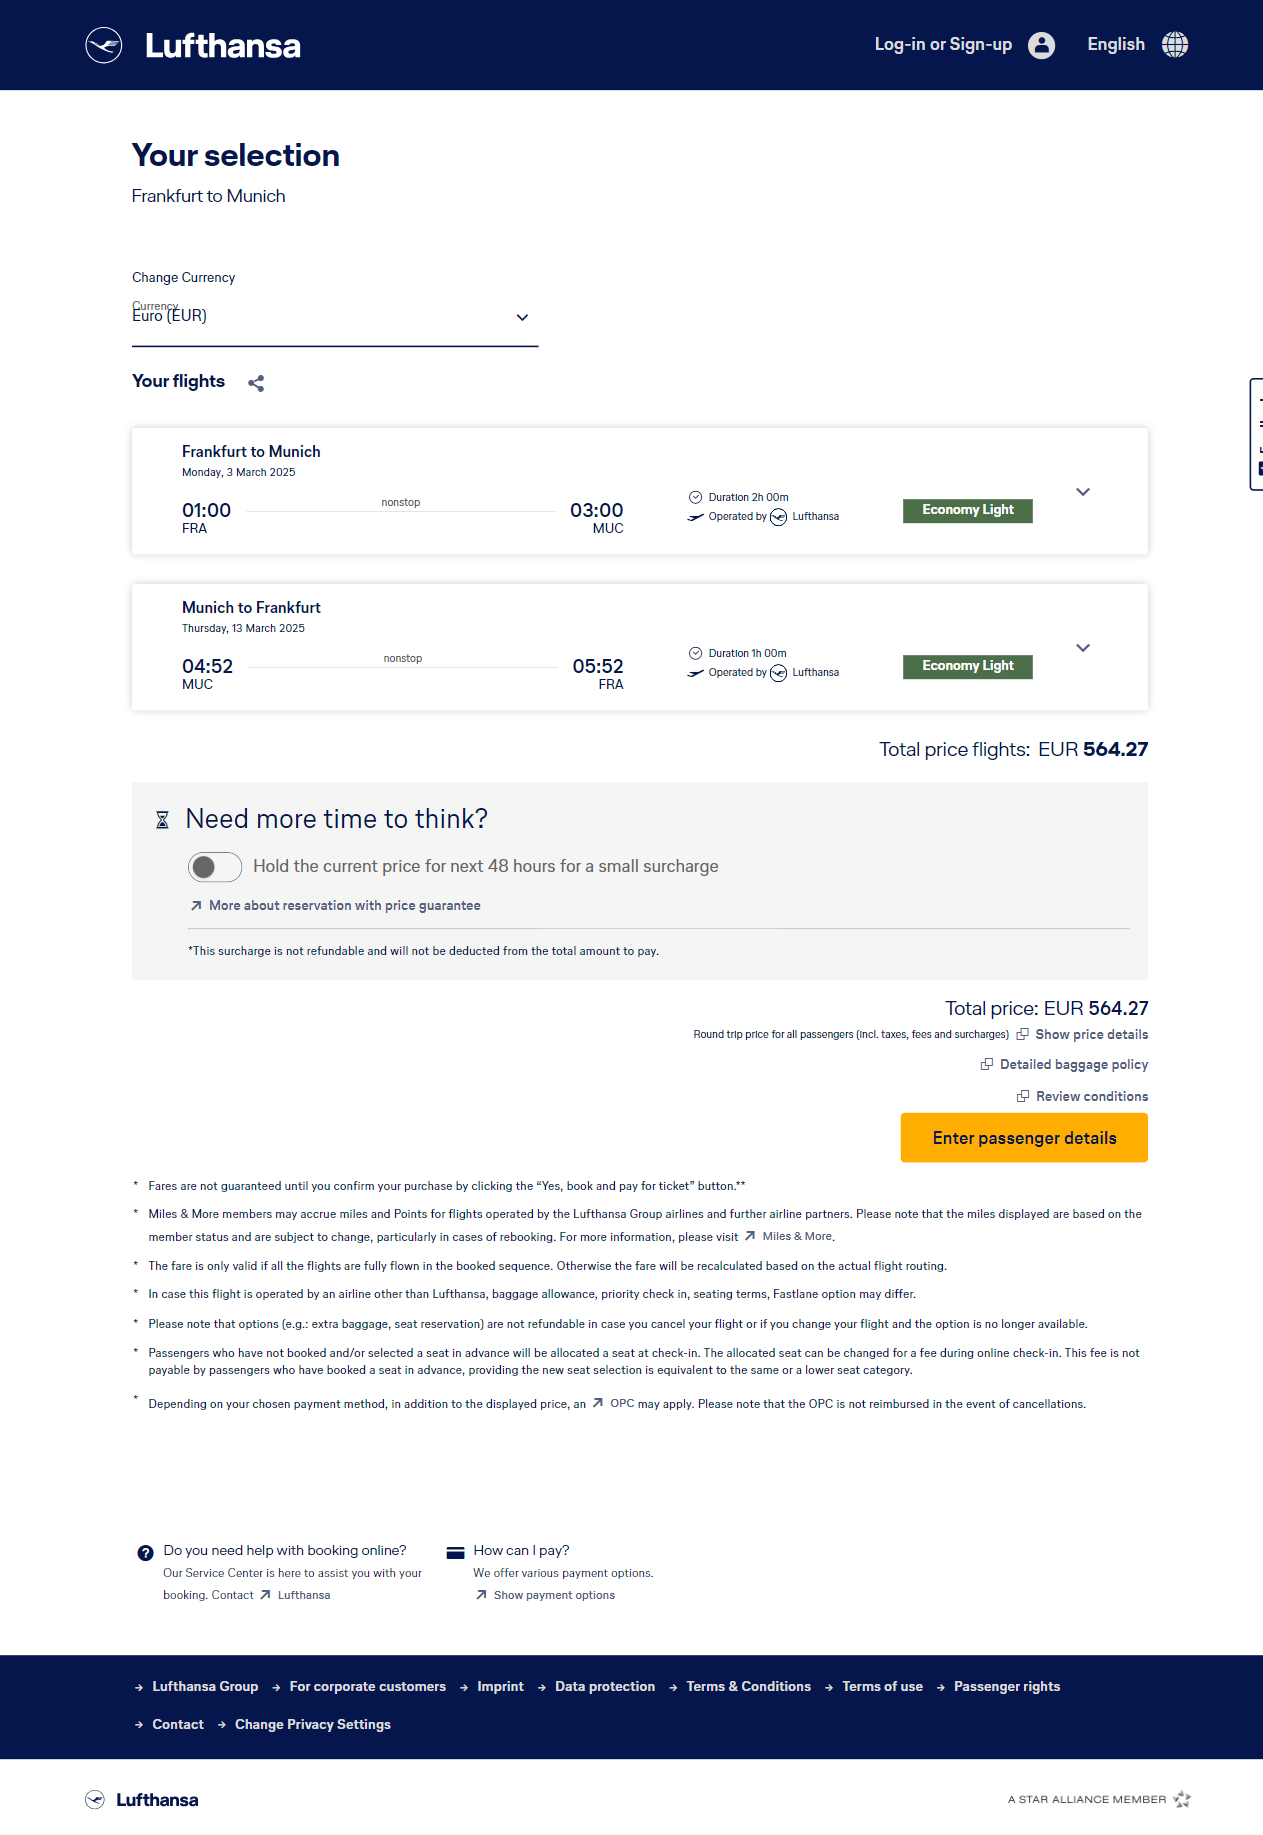 Lufthansa
Log-in or Sign-up
English
Your selection
Frankfurt to Munich
Change Currency
Currency
Euro (EUR)
Your flights
Frankfurt to Munich
Monday, 3 March 2025
01:00
nonstop
03:00
FRA
MUC
Duration 2h 00m
Operated by Lufthansa
Economy Light
Munich to Frankfurt
Thursday, 13 March 2025
04:52
nonstop
05:52
MUC
FRA
Duration 1h 00m
Operated by Lufthansa
Economy Light
Total price flights: EUR 564.27
Need more time to think?
Hold the current price for next 48 hours for a small surcharge
More about reservation with price guarantee
*This surcharge is not refundable and will not be deducted from the total amount to pay.
Total price: EUR 564.27
Round trip price for all passengers (incl. taxes, fees and surcharges) Show price details
Detailed baggage policy
Review conditions
Enter passenger details
* Fares are not guaranteed until you confirm your purchase by clicking the “Yes, book and pay for ticket” button.**
* Miles & More members may accrue miles and Points for flights operated by the Lufthansa Group airlines and further airline partners. Please note that the miles displayed are based on the
member status and are subject to change, particularly in cases of rebooking. For more information, please visit Miles & More.
* The fare is only valid if all the flights are fully flown in the booked sequence. Otherwise the fare will be recalculated based on the actual flight routing.
* In case this flight is operated by an airline other than Lufthansa, baggage allowance, priority check in, seating terms, Fastlane option may differ.
* Please note that options (e.g.: extra baggage, seat reservation) are not refundable in case you cancel your flight or if you change your flight and the option is no longer available.
* Passengers who have not booked and/or selected a seat in advance will be allocated a seat at check-in. The allocated seat can be changed for a fee during online check-in. This fee is not
payable by passengers who have booked a seat in advance, providing the new seat selection is equivalent to the same or a lower seat category.
* Depending on your chosen payment method, in addition to the displayed price, an OPC may apply. Please note that the OPC is not reimbursed in the event of cancellations.
Do you need help with booking online?
Our Service Center is here to assist you with your
booking. Contact Lufthansa
How can I pay?
We offer various payment options.
Show payment options
Lufthansa Group For corporate customers Imprint Data protection Terms & Conditions Terms of use Passenger rights
Contact Change Privacy Settings
Lufthansa
A STAR ALLIANCE MEMBER